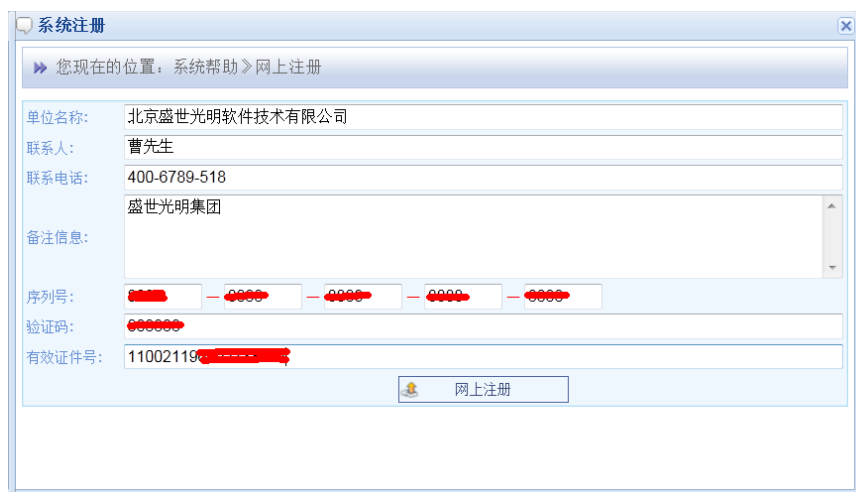 系统注册
您现在的位置：系统帮助》网上注册
单位名称： 北京盛世光明软件技术有限公司
联系人： 曹先生
联系电话： 400-6789-518
备注信息： 盛世光明集团
序列号： — — — —
验证码：
有效证件号： 11002119
网上注册